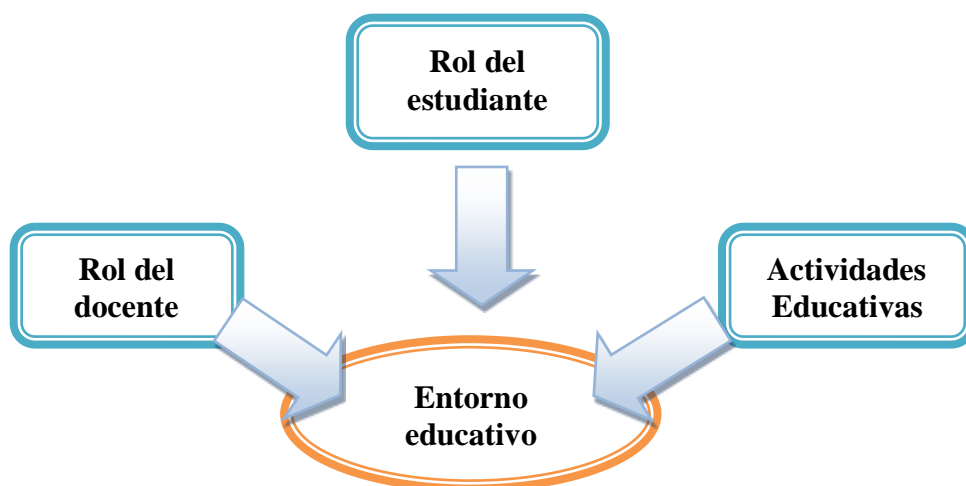 Rol del
estudiante
Rol del
docente
Actividades
Educativas
Entorno
educativo